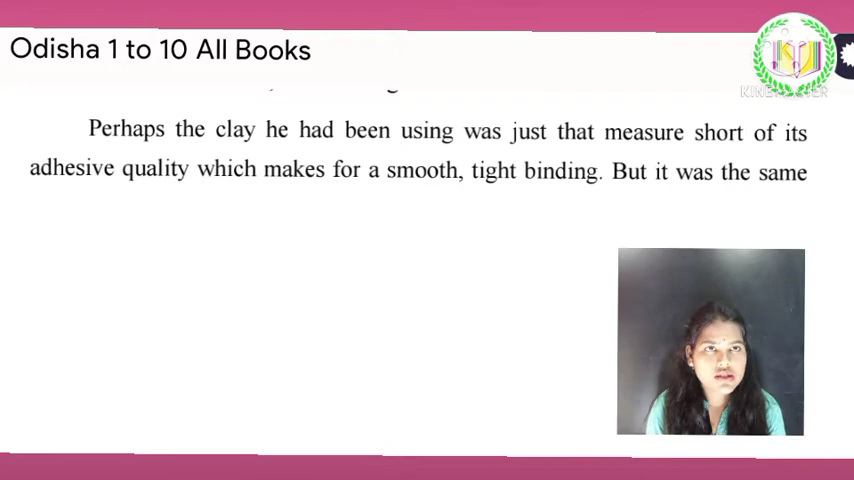 Odisha 1 to 10 All Books
KINEMASTER
Perhaps the clay he had been using was just that measure short of its
adhesive quality which makes for a smooth, tight binding. But it was the same